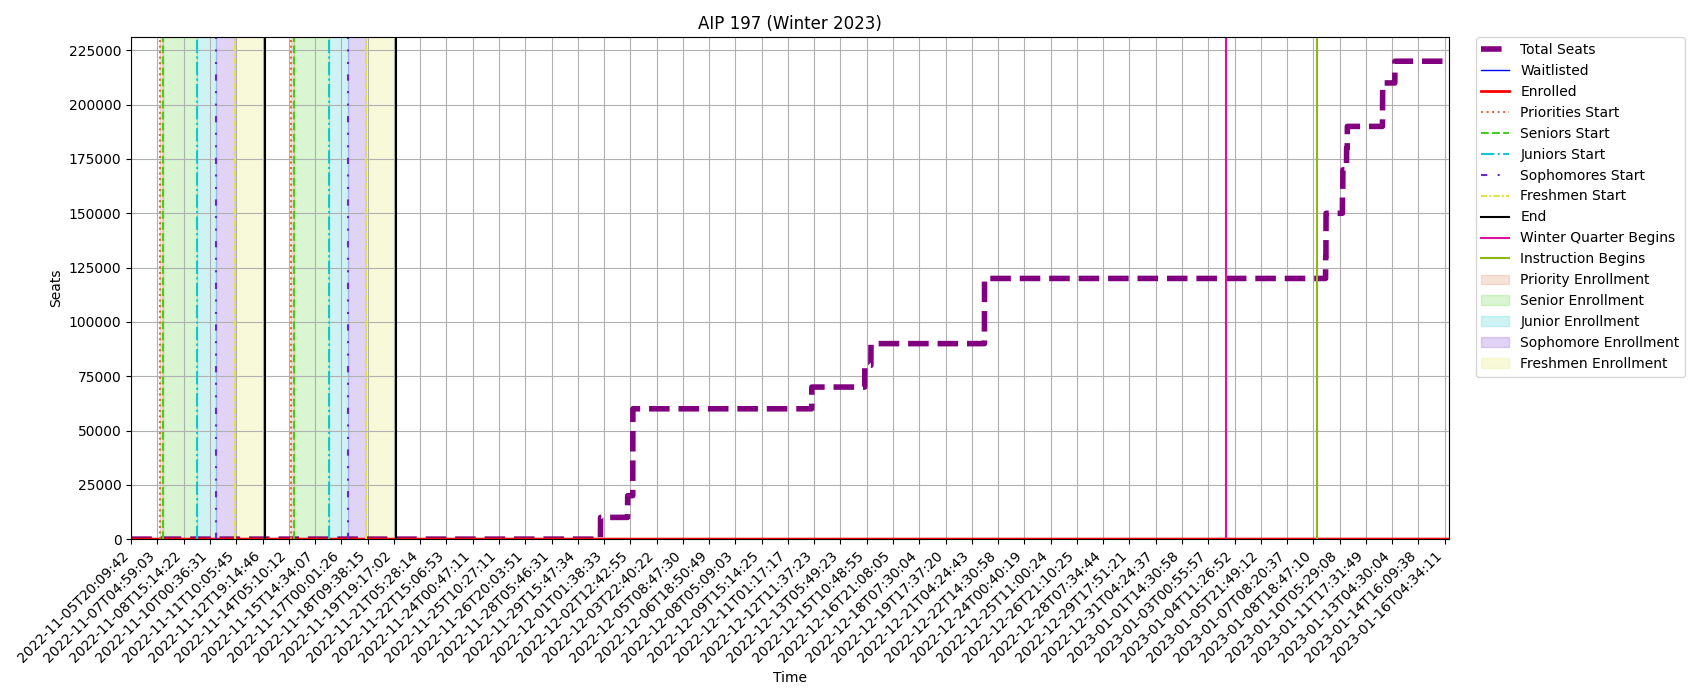 AIP 197 (Winter 2023)
225000
200000
175000
150000
125000
100000
75000
50000
25000
0
Seats
2022-11-05T20:09:42
2022-11-07T04:59:03
2022-11-08T15:14:22
2022-11-10T00:36:31
2022-11-11T10:05:45
2022-11-12T19:14:46
2022-11-14T05:10:12
2022-11-15T14:34:07
2022-11-17T00:01:26
2022-11-18T09:38:15
2022-11-19T19:17:02
2022-11-21T05:28:14
2022-11-22T15:06:53
2022-11-24T00:47:11
2022-11-25T10:27:11
2022-11-26T20:03:51
2022-11-28T05:46:31
2022-11-29T15:47:34
2022-12-01T01:38:33
2022-12-02T12:42:55
2022-12-03T22:40:22
2022-12-05T08:47:30
2022-12-06T18:50:49
2022-12-08T05:09:03
2022-12-09T15:14:25
2022-12-11T01:17:17
2022-12-12T11:37:23
2022-12-13T05:49:23
2022-12-15T10:48:55
2022-12-16T21:08:05
2022-12-18T07:30:04
2022-12-19T17:37:20
2022-12-21T04:24:43
2022-12-22T14:30:58
2022-12-24T00:40:19
2022-12-25T11:00:24
2022-12-26T21:10:25
2022-12-28T07:34:44
2022-12-29T17:51:21
2022-12-31T04:24:37
2023-01-01T14:30:58
2023-01-03T00:55:57
2023-01-04T11:26:52
2023-01-05T21:49:12
2023-01-07T08:20:37
2023-01-08T18:47:10
2023-01-10T05:29:08
2023-01-11T17:31:49
2023-01-13T04:30:04
2023-01-14T16:09:38
2023-01-16T04:34:11
Time
Total Seats
Waitlisted
Enrolled
Priorities Start
Seniors Start
Juniors Start
Sophomores Start
Freshmen Start
End
Winter Quarter Begins
Instruction Begins
Priority Enrollment
Senior Enrollment
Junior Enrollment
Sophomore Enrollment
Freshmen Enrollment